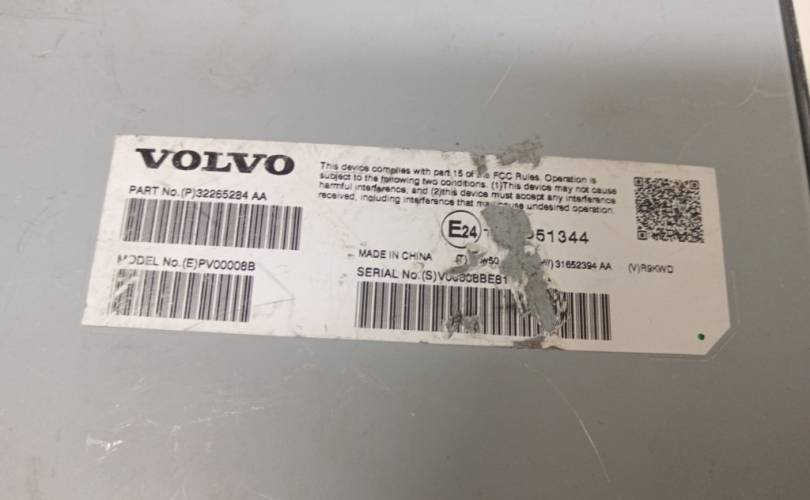 VOLVO
PART No.(P)32265284 AA
MODEL No.(E)PV00008B
This device complies with part 15 of FCC Rules. Operation is
subject to the following two conditions. (1)This device may not cause
harmful interference, and (2)this device must accept any interference
received, including interference that may undesired operation.
E24 51344
MADE IN CHINA
31652394 AA (V)R9KWD
SERIAL No.(S)